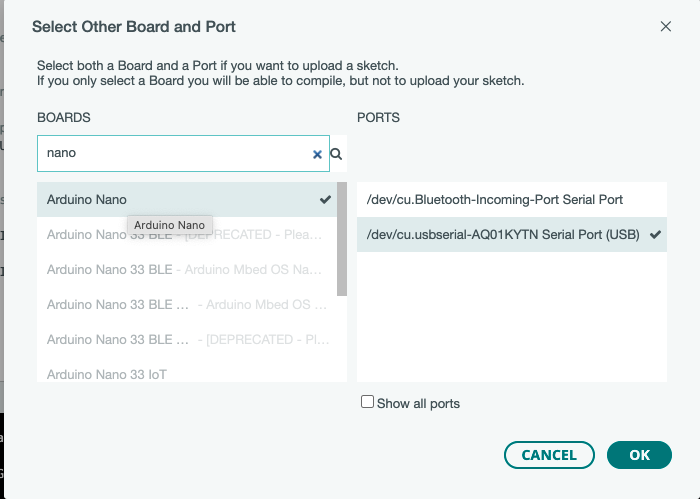 Select Other Board and Port
Select both a Board and a Port if you want to upload a sketch.
If you only select a Board you will be able to compile, but not to upload your sketch.
BOARDS
PORTS
nano
Arduino Nano
/dev/cu.Bluetooth-Incoming-Port Serial Port
Arduino Nano
Arduino Nano 33 BLE - [DEPRECATED - Plea...
/dev/cu.usbserial-AQ01KYTN Serial Port (USB)
Arduino Nano 33 BLE - Arduino Mbed OS Na...
Arduino Nano 33 BLE ... - Arduino Mbed OS ...
Arduino Nano 33 BLE ... - [DEPRECATED - Pl...
Arduino Nano 33 IoT
Show all ports
CANCEL
OK